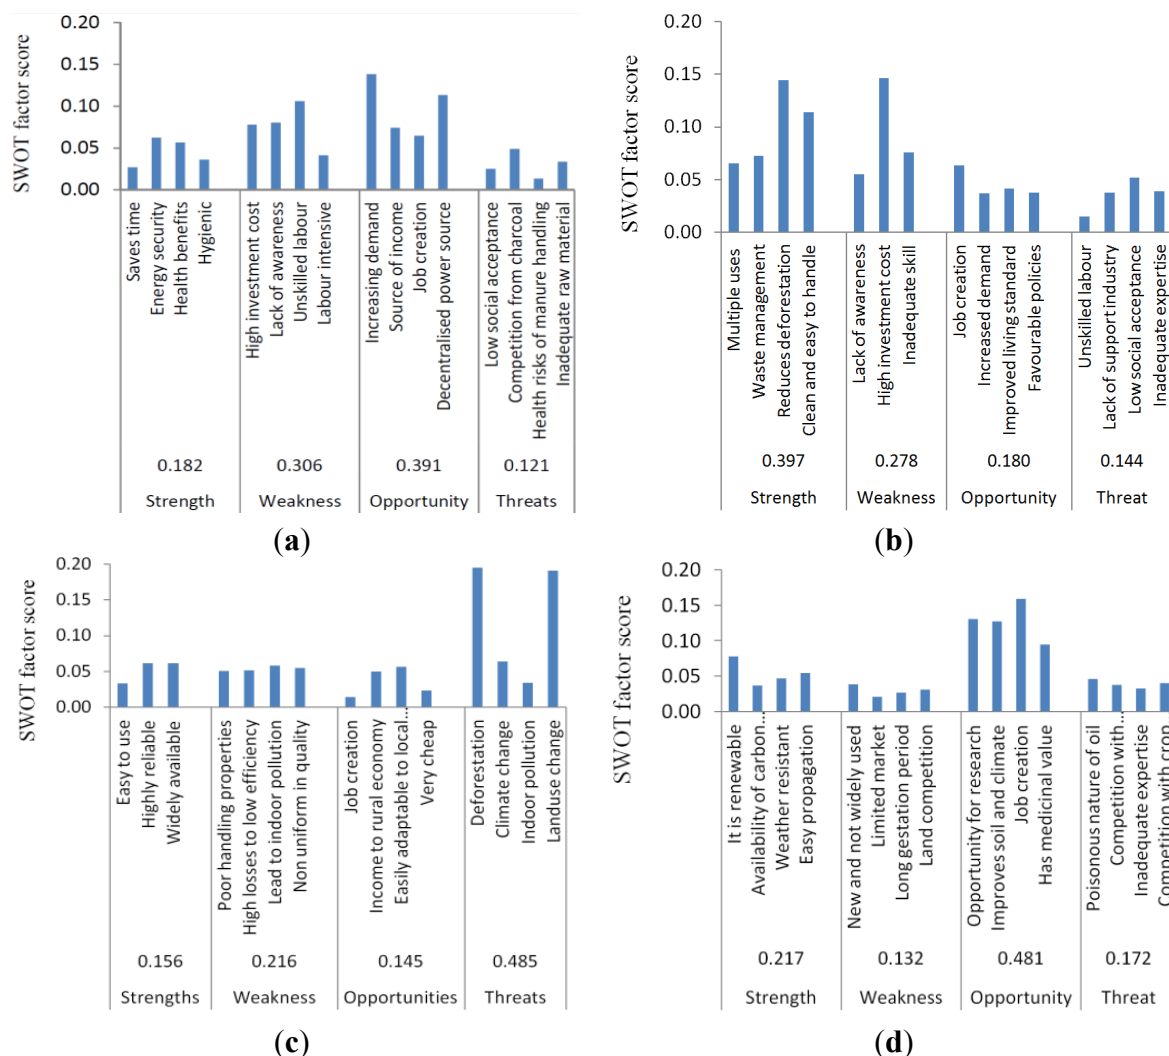 SWOT factor score
0.20
0.15
0.10
0.05
0.00
Saves time
Energy security
Health benefits
Hygienic
High investment cost
Lack of awareness
Unskilled labour
Labour intensive
Increasing demand
Source of income
Job creation
Decentralised power source
Low social acceptance
Competition from charcoal
Health risks of manure handling
Inadequate raw material
0.182 0.306 0.391 0.121
Strength Weakness Opportunity Threats
(a)
SWOT factor score
0.20
0.15
0.10
0.05
0.00
Multiple uses
Waste management
Reduces deforestation
Clean and easy to handle
Lack of awareness
High investment cost
Inadequate skill
Job creation
Increased demand
Improved living standard
Favourable policies
Unskilled labour
Lack of support industry
Low social acceptance
Inadequate expertise
0.397 0.278 0.180 0.144
Strength Weakness Opportunity Threat
(b)
SWOT factor score
0.20
0.15
0.10
0.05
0.00
Easy to use
Highly reliable
Widely available
Poor handling properties
High losses to low efficiency
Lead to indoor pollution
Non uniform in quality
Job creation
Income to rural economy
Easily adaptable to local...
Very cheap
Deforestation
Climate change
Indoor pollution
Landuse change
0.156 0.216 0.145 0.485
Strengths Weakness Opportunities Threats
(c)
SWOT factor score
0.20
0.15
0.10
0.05
0.00
It is renewable
Availability of carbon...
Weather resistant
Easy propagation
New and not widely used
Limited market
Long gestation period
Land competition
Opportunity for research
Improves soil and climate
Job creation
Has medicinal value
Poisonous nature of oil
Competition with...
Inadequate expertise
Competition with crop
0.217 0.132 0.481 0.172
Strength Weakness Opportunity Threat
(d)